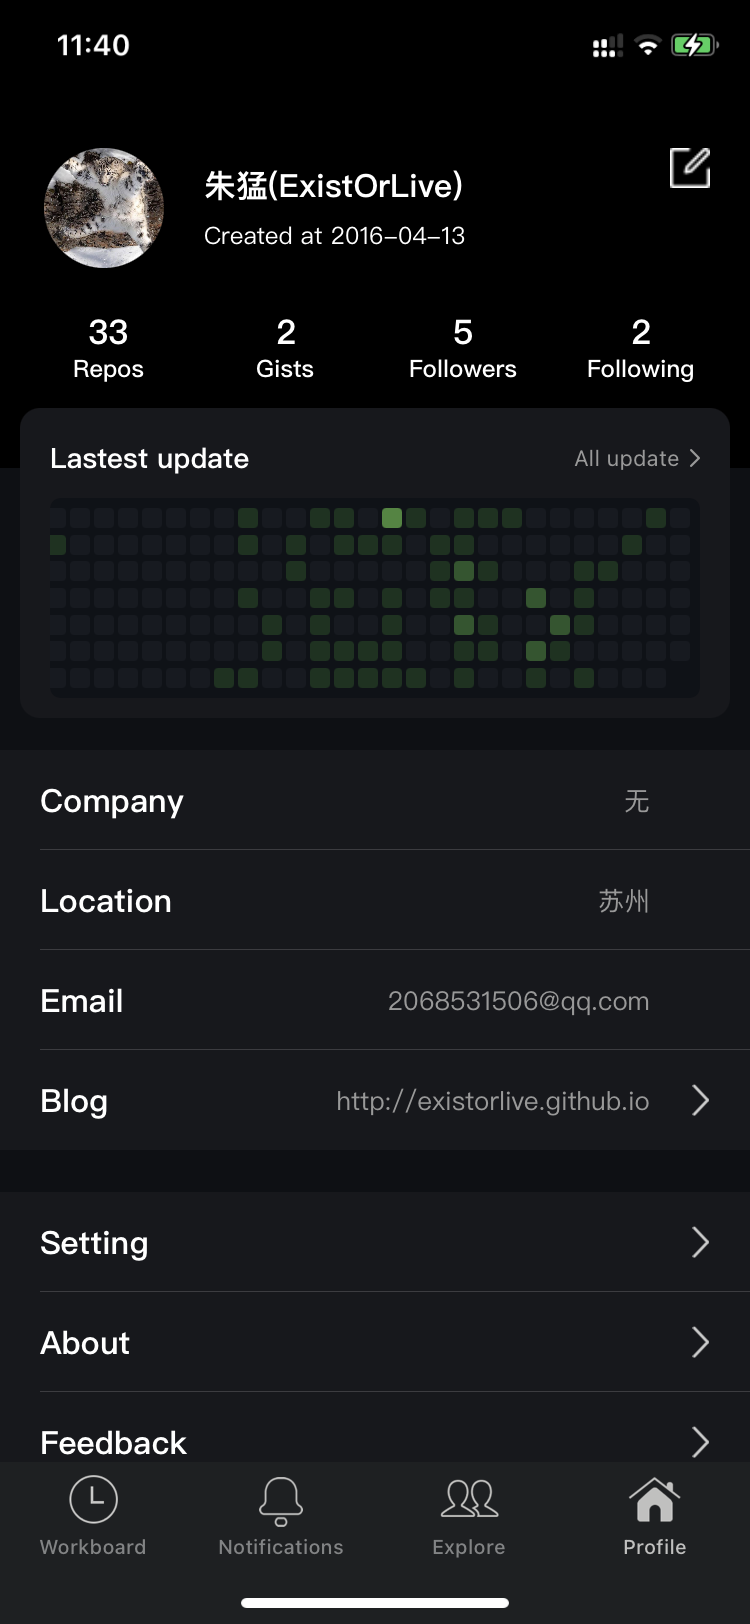 11:40
朱猛(ExistOrLive)
Created at 2016-04-13
33 2 5 2
Repos Gists Followers Following
Lastest update All update
Company 无
Location 苏州
Email 2068531506@qq.com
Blog http://existorlive.github.io
Setting
About
Feedback
Workboard Notifications Explore Profile